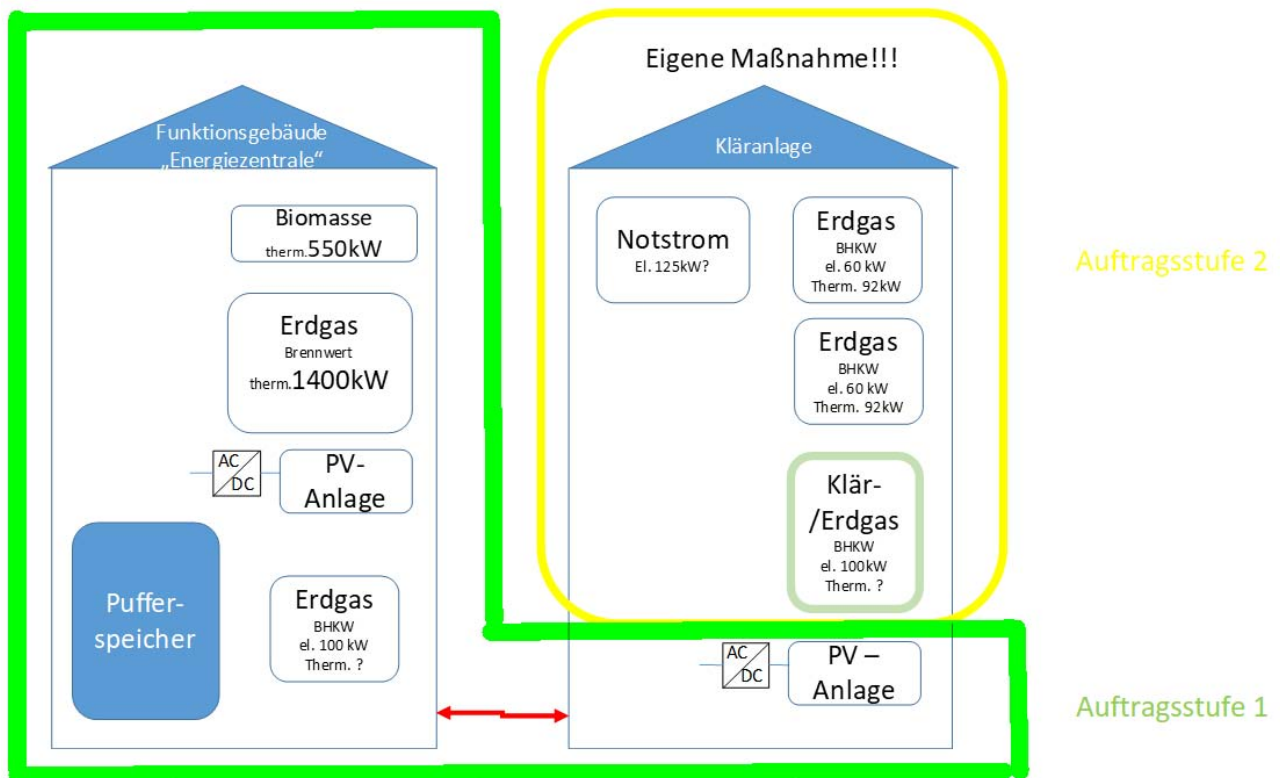 Eigene Maßnahme!!!
Funktionsgebäude
„Energiezentrale“
Biomasse
therm.550kW
Erdgas
Brennwert
therm.1400kW
AC
DC
PV-
Anlage
Puffer-
speicher
Erdgas
BHKW
el. 100 kW
Therm. ?
Kläranlage
Notstrom
El. 125kW?
Erdgas
BHKW
el. 60 kW
Therm. 92kW
Erdgas
BHKW
el. 60 kW
Therm. 92kW
Klär-
/Erdgas
BHKW
el. 100kW
Therm. ?
AC
DC
PV –
Anlage
Auftragsstufe 2
Auftragsstufe 1